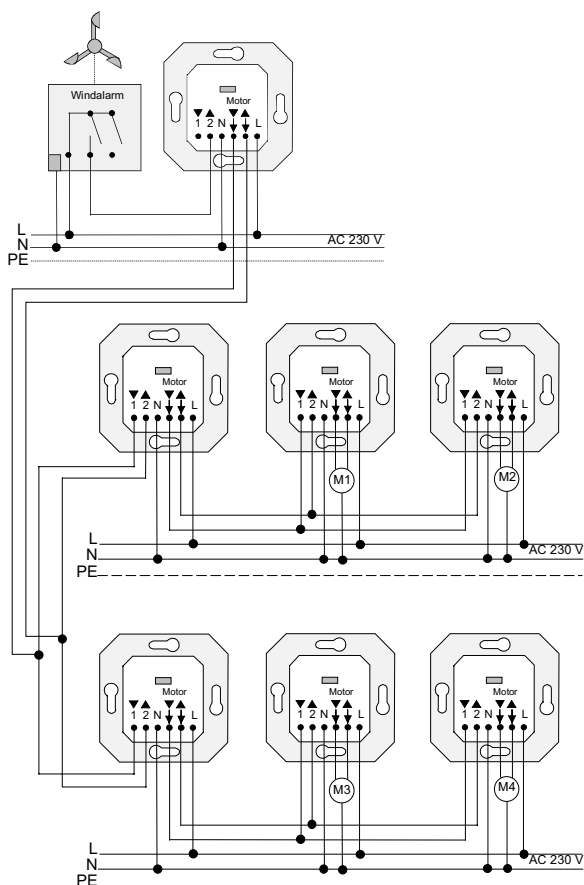 Windalarm
Motor
1 2 N L
L
N AC 230 V
PE
Motor Motor Motor
1 2 N L 1 2 N L 1 2 N L
M1 M2
L
N AC 230 V
PE
Motor Motor Motor
1 2 N L 1 2 N L 1 2 N L
M3 M4
L
N AC 230 V
PE